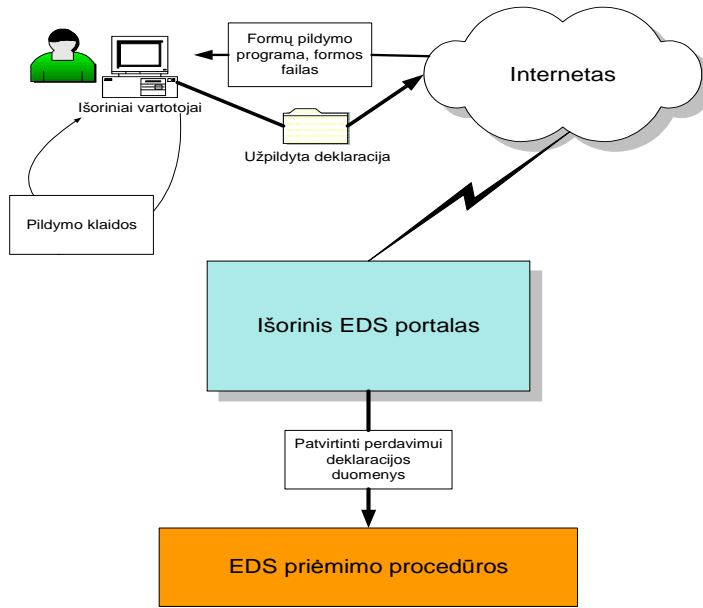 Formų pildymo
programa, formos
failas
Internetas
Išoriniai vartotojai
Užpildyta deklaracija
Pildymo klaidos
Išorinis EDS portalas
Patvirtinti perdavimui
deklaracijos
duomenys
EDS priėmimo procedūros